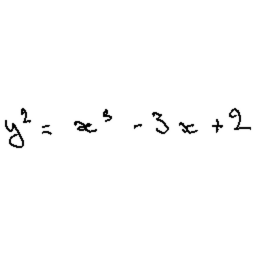 y² = x³ - 3x + 2